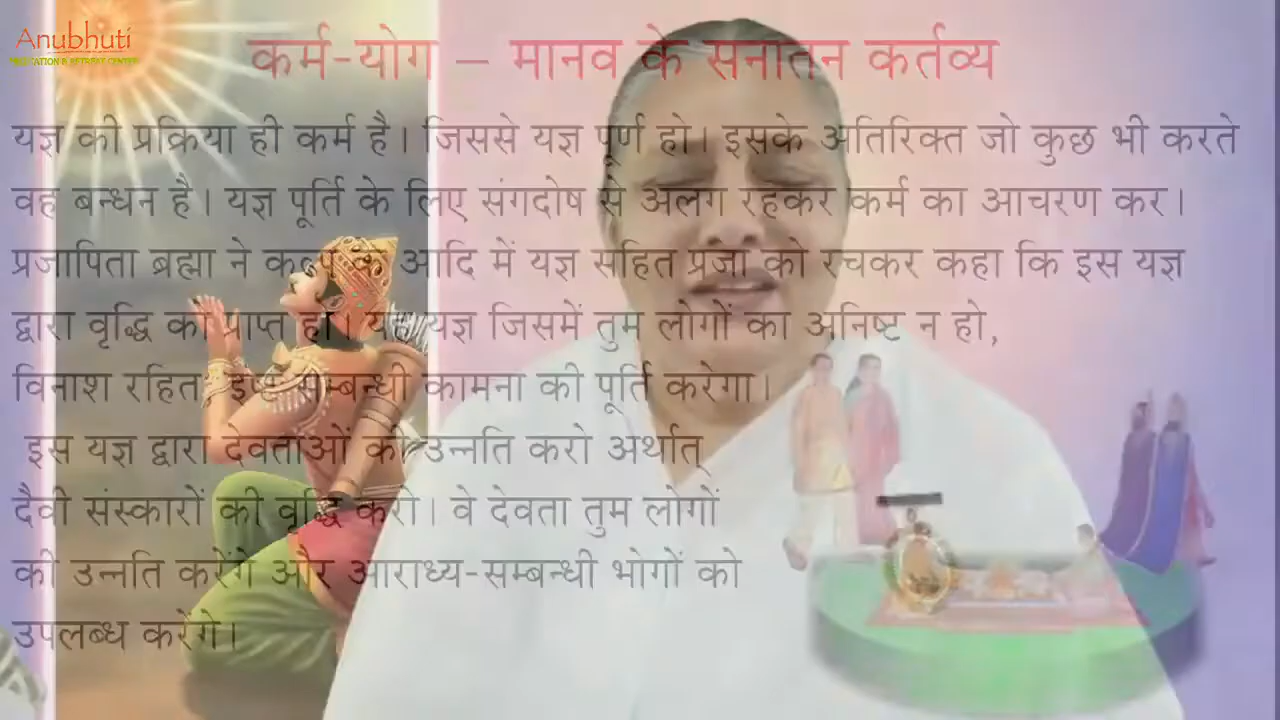 Anubhuti
MEDITATION & RETREAT CENTER
कर्म-योग – मानव के सनातन कर्तव्य
यज्ञ की प्रक्रिया ही कर्म है। जिससे यज्ञ पूर्ण हो। इसके अतिरिक्त जो कुछ भी करते
वह बन्धन है। यज्ञ पूर्ति के लिए संगदोष से अलग रहकर कर्म का आचरण कर।
प्रजापिता ब्रह्मा ने कल्प के आदि में यज्ञ सहित प्रजा को रचकर कहा कि इस यज्ञ
द्वारा वृद्धि को प्राप्त हो। यह यज्ञ जिसमें तुम लोगों का अनिष्ट न हो,
विनाश रहित, इष्ट सम्बन्धी कामना की पूर्ति करेगा।
इस यज्ञ द्वारा देवताओं की उन्नति करो अर्थात्
दैवी संस्कारों की वृद्धि करो। वे देवता तुम लोगों
की उन्नति करेंगे और आराध्य-सम्बन्धी भोगों को
उपलब्ध करेंगे।